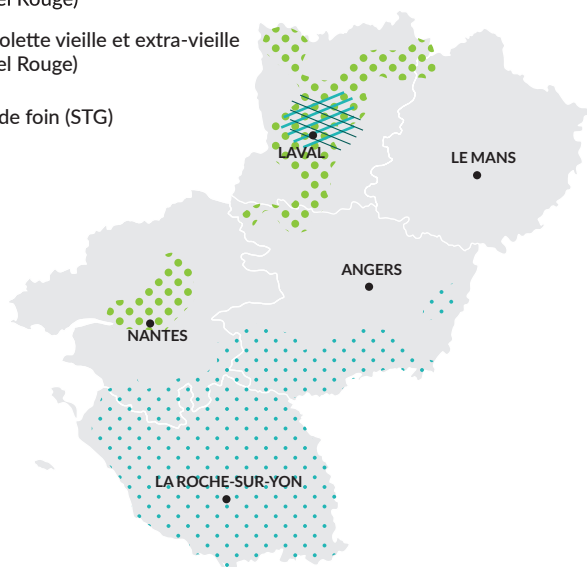 el Rouge)
olette vieille et extra-vieille
el Rouge)
de foin (STG)
LAVAL
LE MANS
ANGERS
NANTES
LA ROCHE-SUR-YON